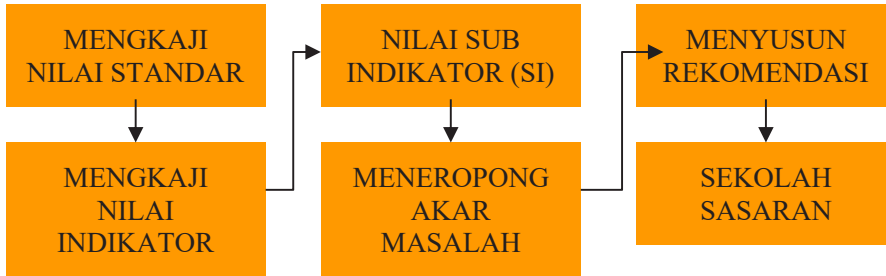 MENGKAJI
NILAI STANDAR
MENGKAJI
NILAI
INDIKATOR
NILAI SUB
INDIKATOR (SI)
MENEROPONG
AKAR
MASALAH
MENYUSUN
REKOMENDASI
SEKOLAH
SASARAN